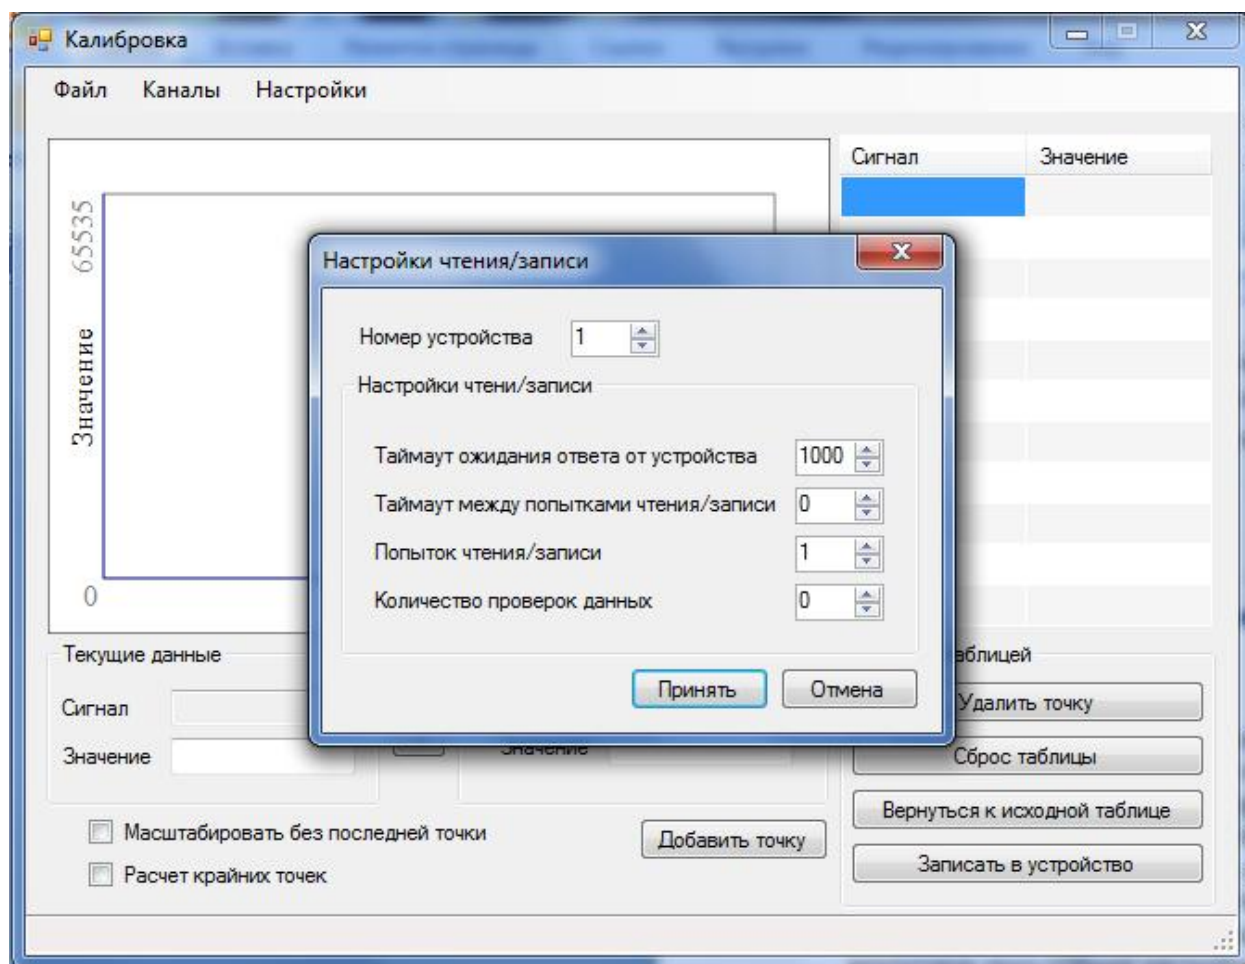 Калибровка
Файл Каналы Настройки
Сигнал Значение
65535
Значение
0
Настройки чтения/записи
Номер устройства 1
Настройки чтени/записи
Таймаут ожидания ответа от устройства 1000
Таймаут между попытками чтения/записи 0
Попыток чтения/записи 1
Количество проверок данных 0
Принять Отмена
Текущие данные
Сигнал
Значение
Значение
аблицей
Удалить точку
Сброс таблицы
Вернуться к исходной таблице
Записать в устройство
Масштабировать без последней точки
Расчет крайних точек
Добавить точку